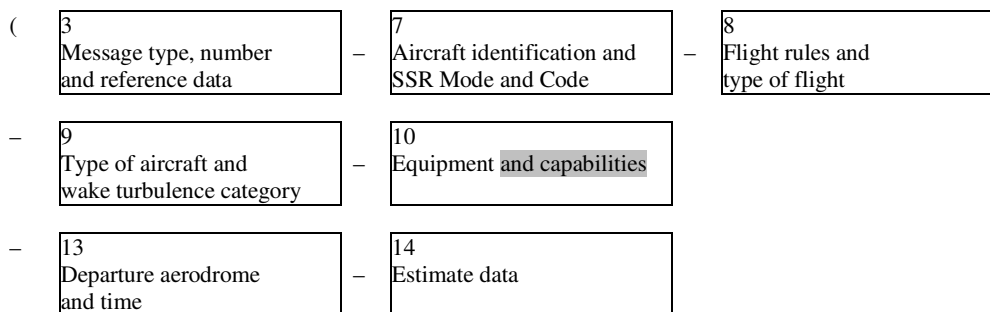 ( 3 7 8
Message type, number – Aircraft identification and – Flight rules and
and reference data SSR Mode and Code type of flight
– 9 10
Type of aircraft and – Equipment and capabilities
wake turbulence category
– 13 14
Departure aerodrome – Estimate data
and time